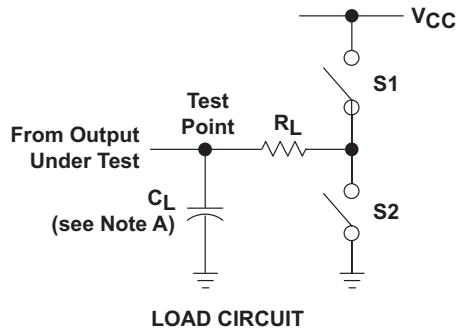 VCC
S1
Test
Point
RL
From Output
Under Test
CL
(see Note A)
S2
LOAD CIRCUIT